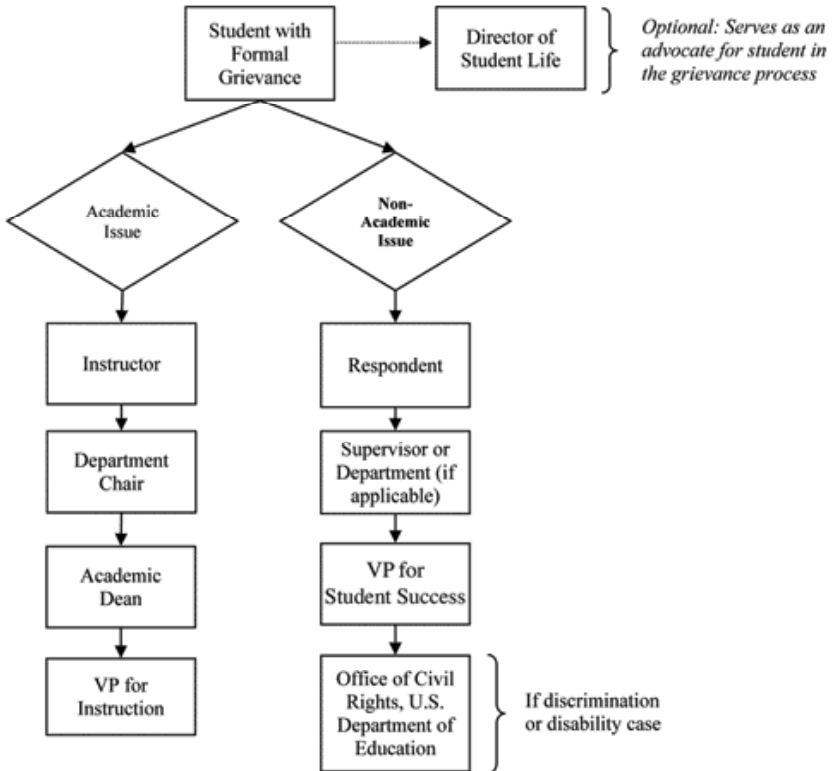 Student with
Formal
Grievance
Director of
Student Life
Optional: Serves as an
advocate for student in
the grievance process
Academic
Issue
Non-
Academic
Issue
Instructor
Respondent
Department
Chair
Supervisor or
Department (if
applicable)
Academic
Dean
VP for
Student Success
VP for
Instruction
Office of Civil
Rights, U.S.
Department of
Education
If discrimination
or disability case